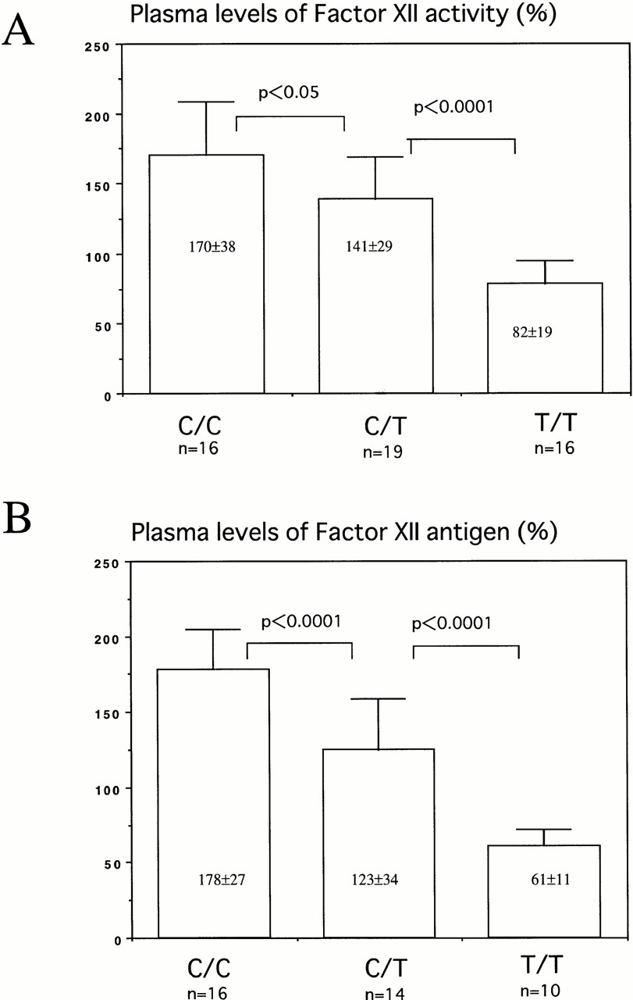 A
Plasma levels of Factor XII activity (%)
250
200
150
100
50
0
p<0.05
p<0.0001
170±38
141±29
82±19
C/C
n=16
C/T
n=19
T/T
n=16
B
Plasma levels of Factor XII antigen (%)
250
200
150
100
50
0
p<0.0001
p<0.0001
178±27
123±34
61±11
C/C
n=16
C/T
n=14
T/T
n=10